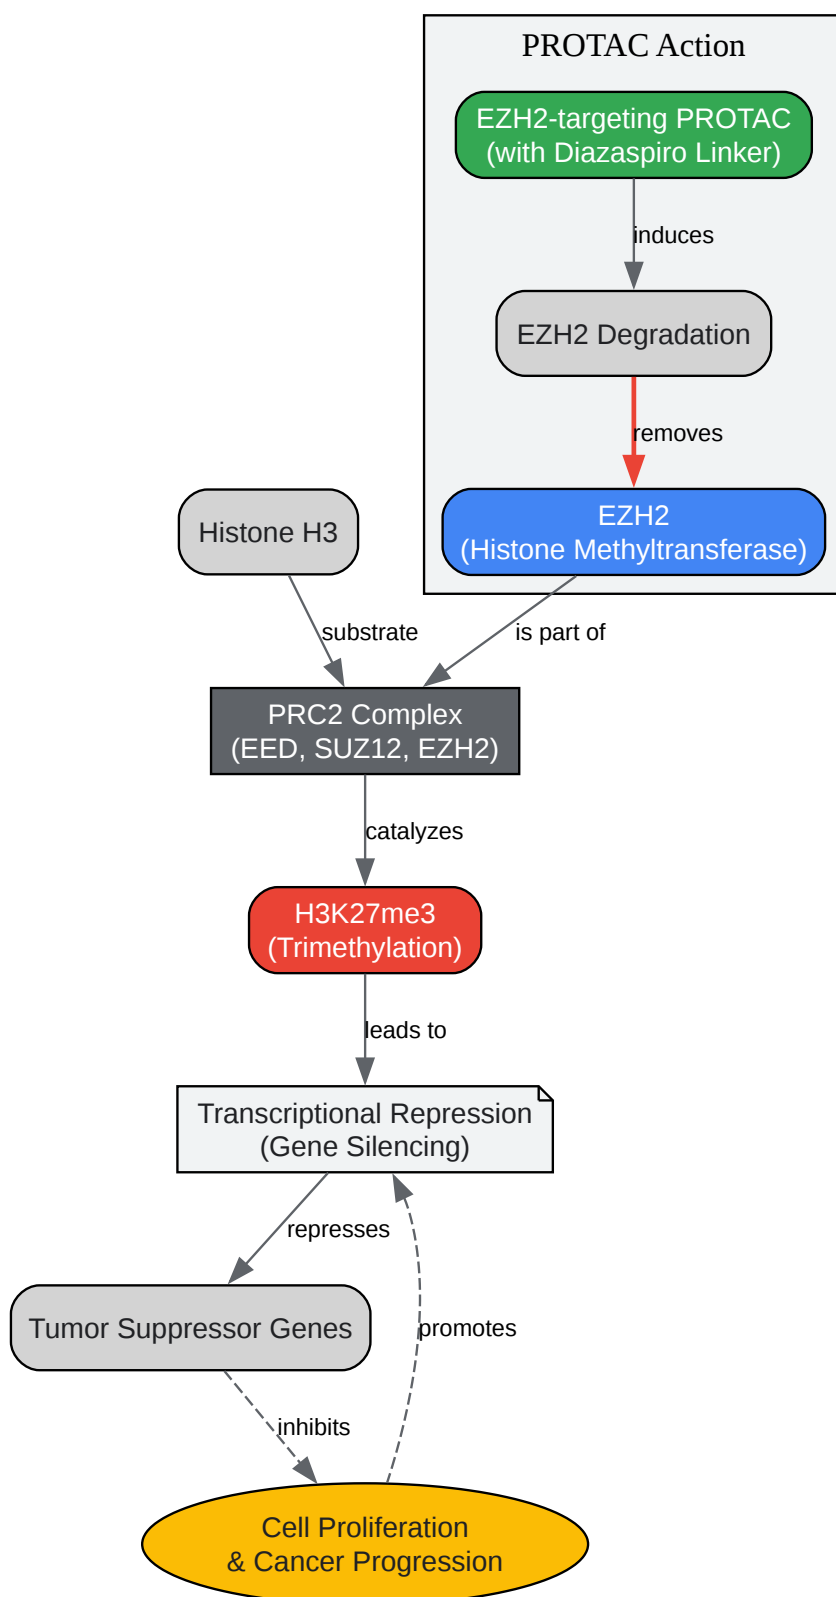 PROTAC Action
EZH2-targeting PROTAC
(with Diazaspiro Linker)
induces
EZH2 Degradation
removes
Histone H3
EZH2
(Histone Methyltransferase)
substrate
is part of
PRC2 Complex
(EED, SUZ12, EZH2)
catalyzes
H3K27me3
(Trimethylation)
leads to
Transcriptional Repression
(Gene Silencing)
represses
Tumor Suppressor Genes
promotes
inhibits
Cell Proliferation
& Cancer Progression